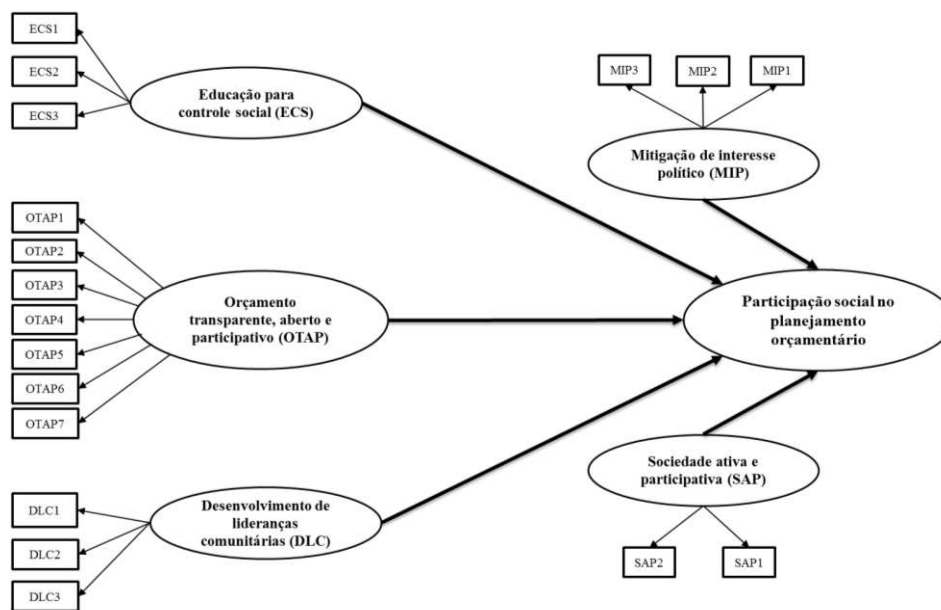 ECS1
ECS2
ECS3
Educação para
controle social (ECS)
MIP3
MIP2
MIP1
Mitigação de interesse
político (MIP)
OTAP1
OTAP2
OTAP3
OTAP4
OTAP5
OTAP6
OTAP7
Orçamento
transparente, aberto e
participativo (OTAP)
Participação social no
planejamento
orçamentário
Sociedade ativa e
participativa (SAP)
SAP2
SAP1
DLC1
DLC2
DLC3
Desenvolvimento de
lideranças
comunitárias (DLC)